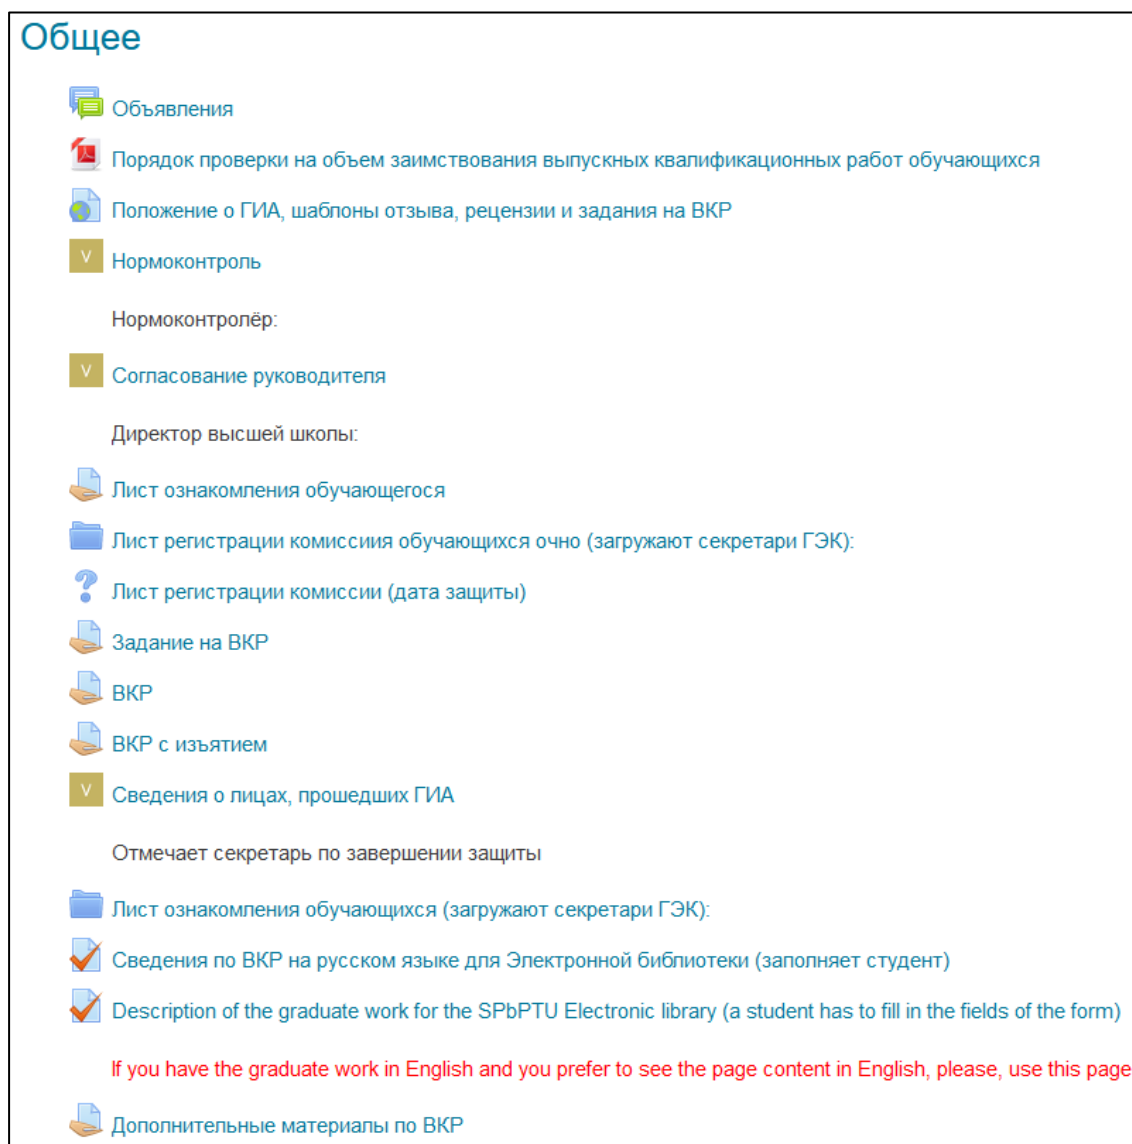 Общее
Объявления
Порядок проверки на объем заимствования выпускных квалификационных работ обучающихся
Положение о ГИА, шаблоны отзыва, рецензии и задания на ВКР
V Нормоконтроль
Нормоконтролёр:
V Согласование руководителя
Директор высшей школы:
Лист ознакомления обучающегося
Лист регистрации комиссиия обучающихся очно (загружают секретари ГЭК):
? Лист регистрации комиссии (дата защиты)
Задание на ВКР
ВКР
ВКР с изъятием
V Сведения о лицах, прошедших ГИА
Отмечает секретарь по завершении защиты
Лист ознакомления обучающихся (загружают секретари ГЭК):
Сведения по ВКР на русском языке для Электронной библиотеки (заполняет студент)
Description of the graduate work for the SPbPTU Electronic library (a student has to fill in the fields of the form)
If you have the graduate work in English and you prefer to see the page content in English, please, use this page
Дополнительные материалы по ВКР